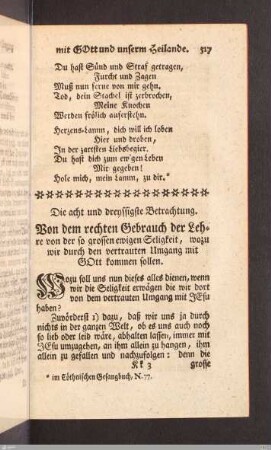 mit GOtt und unserm Heilande. 517
Du hast Sünd und Straf getragen,
Furcht und Zagen
Muß nun ferne von mir gehn.
Tod, dein Stachel ist zerbrochen,
Meine Knochen
Werden frölich auferstehn.
Herzens-Lamm, dich will ich loben
Hier und droben,
In der zartsten Liebsbegier.
Du hast dich zum ew'gen Leben
Mir gegeben!
Hole mich, mein Lamm, zu dir.*
Die acht und dreyssigste Betrachtung.
Von dem rechten Gebrauch der Leh-
re von der so grossen ewigen Seligkeit, wozu
wir durch den vertrauten Umgang mit
GOtt kommen sollen.
Wozu soll uns nun dieses alles dienen, wenn
wir die Seligkeit erwägen die wir dort
von dem vertrauten Umgang mit JEsu
haben?
Zuvörderst 1) dazu, daß wir uns ja durch
nichts in der ganzen Welt, ob es uns auch noch
so lieb oder leid wäre, abhalten lassen, immer mit
JEsu umzugehen, an ihm allein zu hangen, ihm
allein zu gefallen und nachzufolgen: denn die
Kk 3 grosse
* im Cöthnischen Gesangbuch, N. 77.